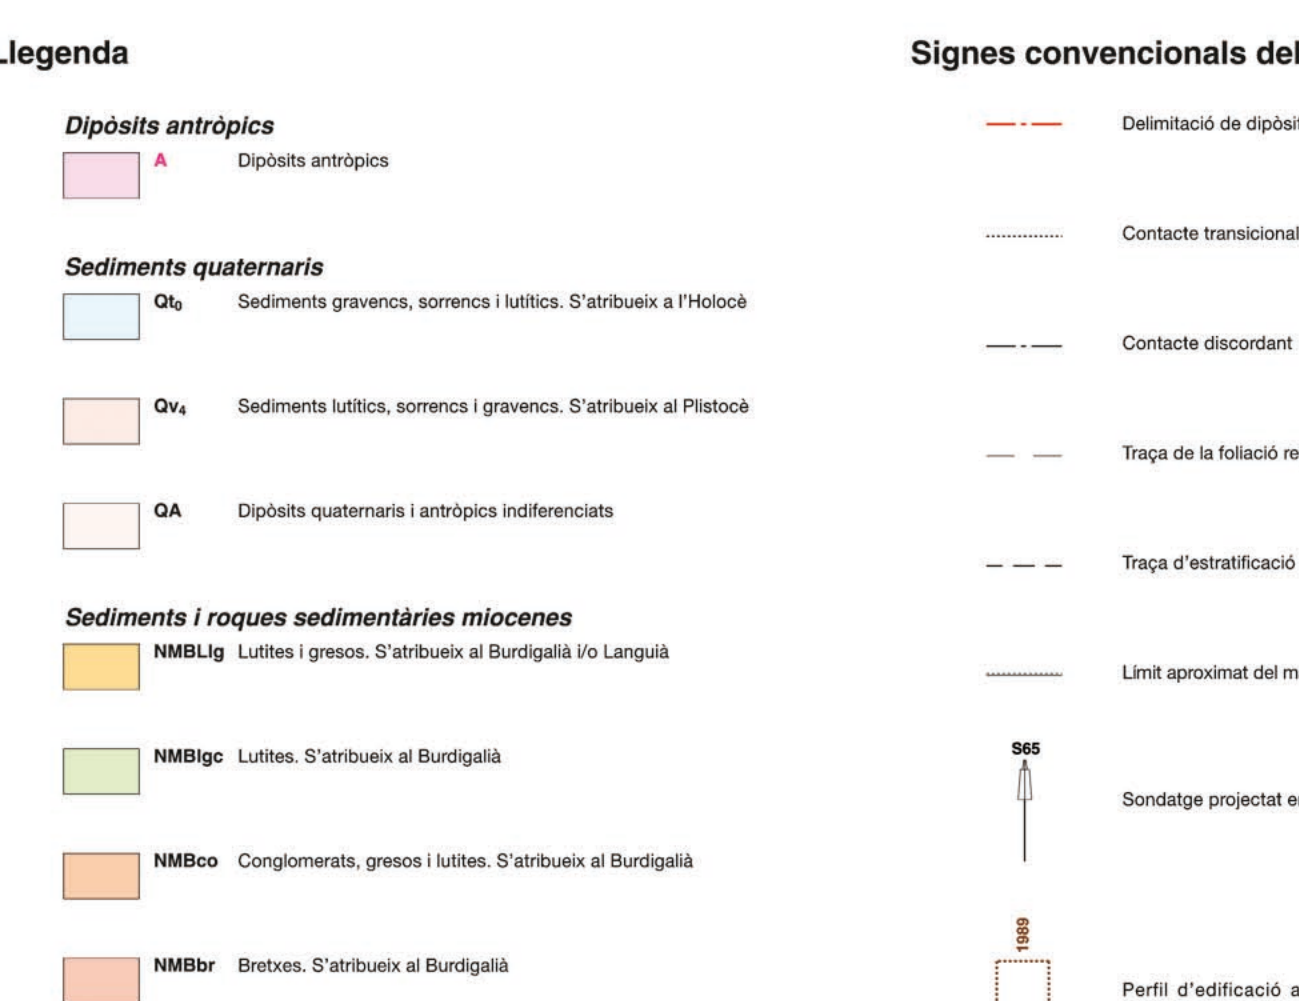 Llegenda
Dipòsits antròpics
A Dipòsits antròpics
Sediments quaternaris
Qt₀ Sediments gravencs, sorrencs i lutítics. S'atribueix a l'Holocè
Qv₄ Sediments lutítics, sorrencs i gravencs. S'atribueix al Plistocè
QA Dipòsits quaternaris i antròpics indiferenciats
Sediments i roques sedimentàries miocenes
NMBLlg Lutites i gresos. S'atribueix al Burdigalià i/o Languià
NMBlgc Lutites. S'atribueix al Burdigalià
NMBco Conglomerats, gresos i lutites. S'atribueix al Burdigalià
NMBbr Bretxes. S'atribueix al Burdigalià
Signes convencionals del
Delimitació de
Contacte transicional
Contacte discordant
Traça de la foliació
Traça d'estratificació
Límit aproximat del
S65
Sondatge projectat
1989
Perfil d'edificació